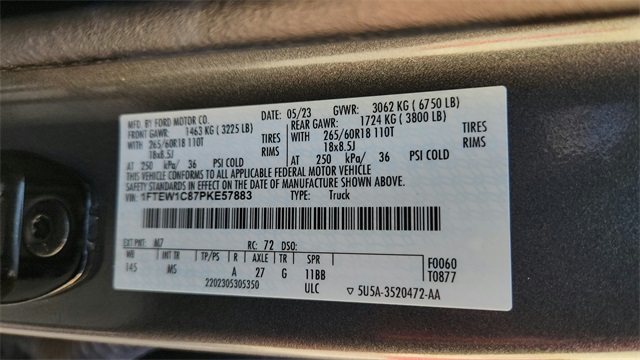 MFD. BY FORD MOTOR CO.
DATE: 05/23 GVWR: 3062 KG ( 6750 LB)
FRONT GAWR: 1463 KG ( 3225 LB)
REAR GAWR: 1724 KG ( 3800 LB)
WITH 265/60R18 110T TIRES
265/60R18 110T TIRES
18x8.5J RIMS
WITH 18x8.5J RIMS
AT 250 kPa/ 36 PSI COLD
AT 250 kPa/ 36 PSI COLD
THIS VEHICLE CONFORMS TO ALL APPLICABLE FEDERAL MOTOR VEHICLE
SAFETY STANDARDS IN EFFECT ON THE DATE OF MANUFACTURE SHOWN ABOVE.
VIN: 1FTEW1C87PKE57883 TYPE: Truck
EXT PNT: M7 RC: 72 DSO:
WB INT TR TP/PS R AXLE TR SPR F0060
145 MS A 27 G 11BB T0877
2202305305350 ULC ▽ 5U5A-3520472-AA